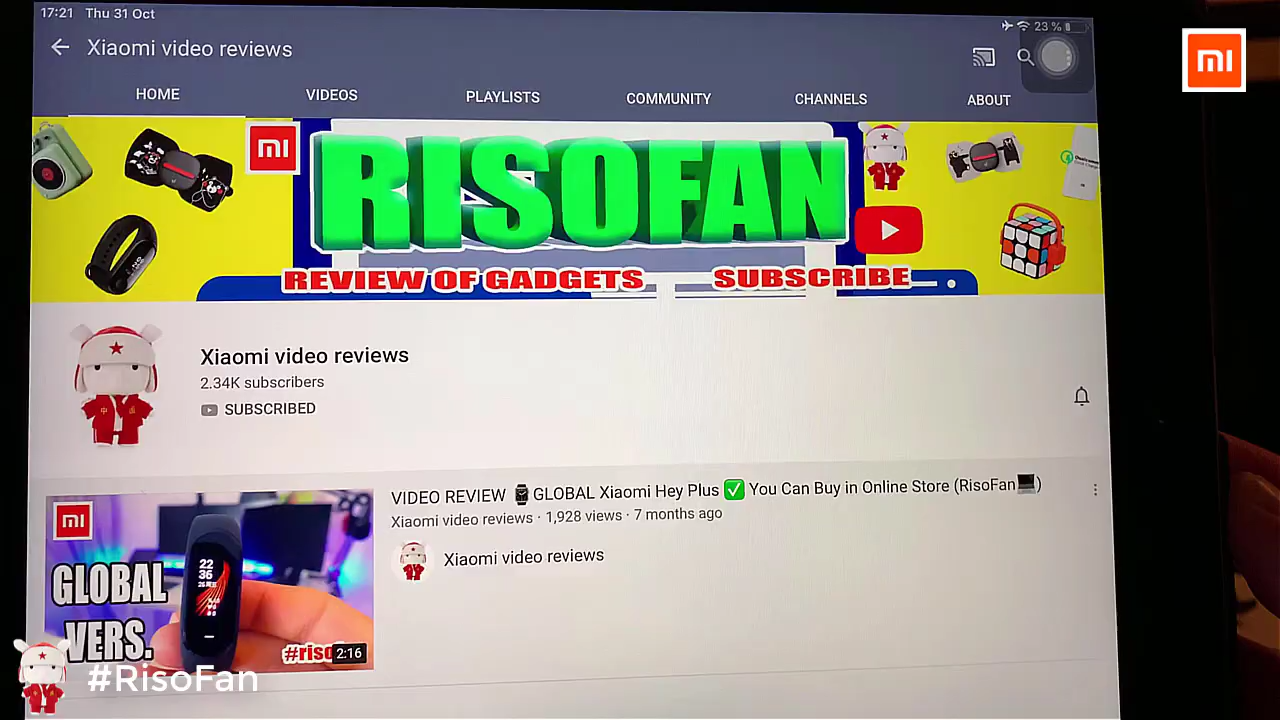 17:21 Thu 31 Oct
23 %
Xiaomi video reviews
mi
HOME VIDEOS PLAYLISTS COMMUNITY CHANNELS ABOUT
mi
RISOFAN
REVIEW OF GADGETS SUBSCRIBE
Xiaomi video reviews
2.34K subscribers
SUBSCRIBED
VIDEO REVIEW ⌚GLOBAL Xiaomi Hey Plus ✅ You Can Buy in Online Store (RisoFan💻)
Xiaomi video reviews · 1,928 views · 7 months ago
Xiaomi video reviews
mi
GLOBAL
VERS.
22
36
#riso
2:16
#RisoFan